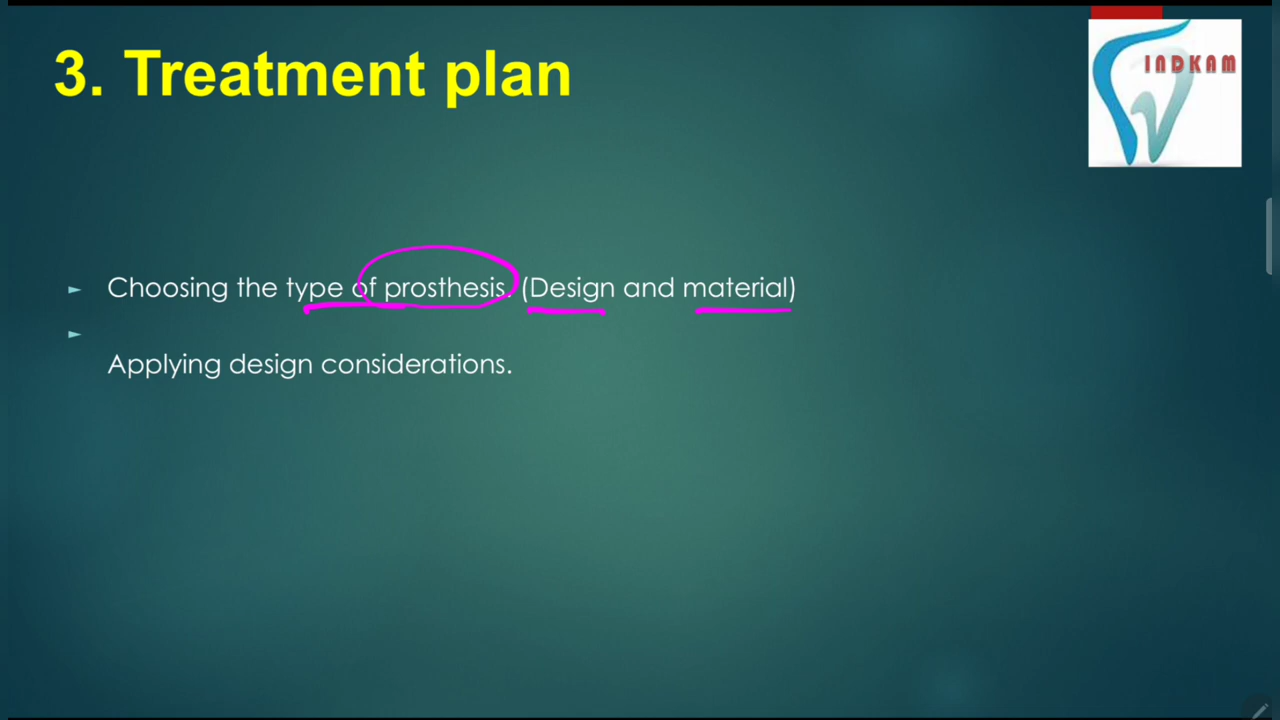 3. Treatment plan
INDKAM
► Choosing the type of prosthesis. (Design and material)
►
Applying design considerations.